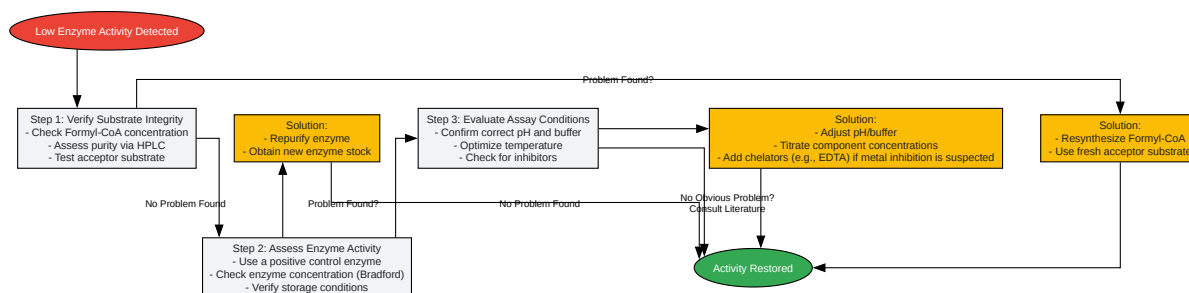 Low Enzyme Activity Detected
Problem Found?
Step 1: Verify Substrate Integrity
- Check Formyl-CoA concentration
- Assess purity via HPLC
- Test acceptor substrate
Solution:
- Repurify enzyme
- Obtain new enzyme stock
Step 3: Evaluate Assay Conditions
- Confirm correct pH and buffer
- Optimize temperature
- Check for inhibitors
Solution:
- Adjust pH/buffer
- Titrate component concentrations
- Add chelators (e.g., EDTA) if metal inhibition is suspected
Solution:
- Resynthesize Formyl-CoA
- Use fresh acceptor substrate
No Problem Found
Problem Found?
No Problem Found
No Obvious Problem?
Consult Literature
Step 2: Assess Enzyme Activity
- Use a positive control enzyme
- Check enzyme concentration (Bradford)
- Verify storage conditions
Activity Restored